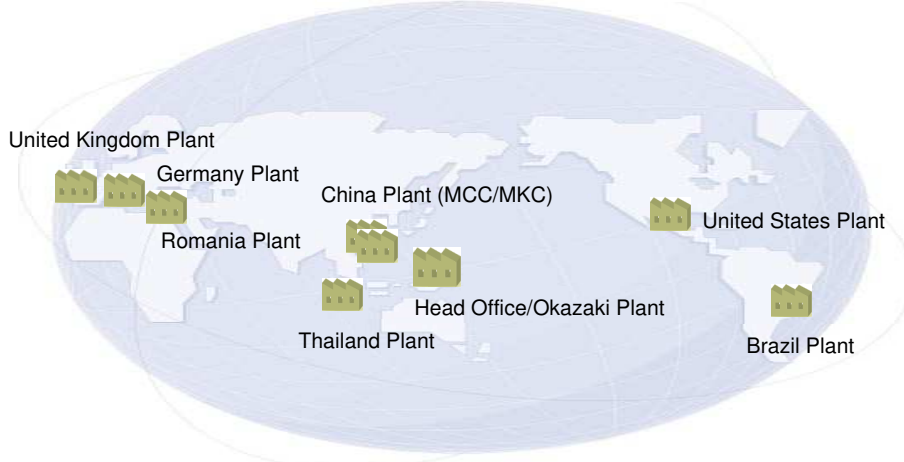 United Kingdom Plant
Germany Plant
China Plant (MCC/MKC)
United States Plant
Romania Plant
Head Office/Okazaki Plant
Thailand Plant
Brazil Plant